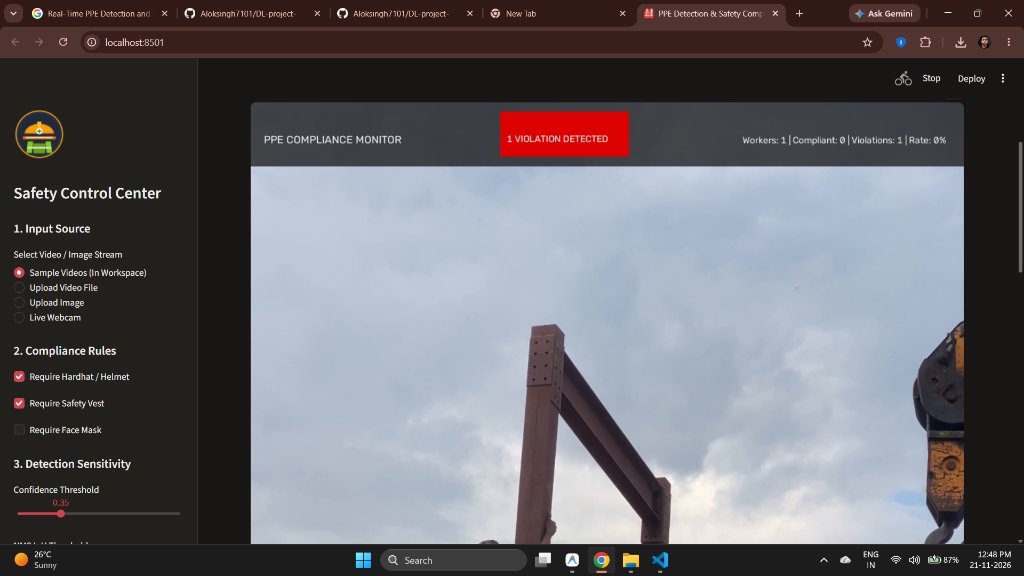 Real-Time PPE Detection and
Aloksingh7101/DL-project-
Aloksingh7101/DL-project-
New Tab
PPE Detection & Safety Comp
Ask Gemini
localhost:8501
Stop
Deploy
Safety Control Center
1. Input Source
Select Video / Image Stream
Sample Videos (In Workspace)
Upload Video File
Upload Image
Live Webcam
2. Compliance Rules
Require Hardhat / Helmet
Require Safety Vest
Require Face Mask
3. Detection Sensitivity
Confidence Threshold
0.35
PPE COMPLIANCE MONITOR
1 VIOLATION DETECTED
Workers: 1 | Compliant: 0 | Violations: 1 | Rate: 0%
26°C
Sunny
Search
ENG
IN
87%
12:48 PM
21-11-2026